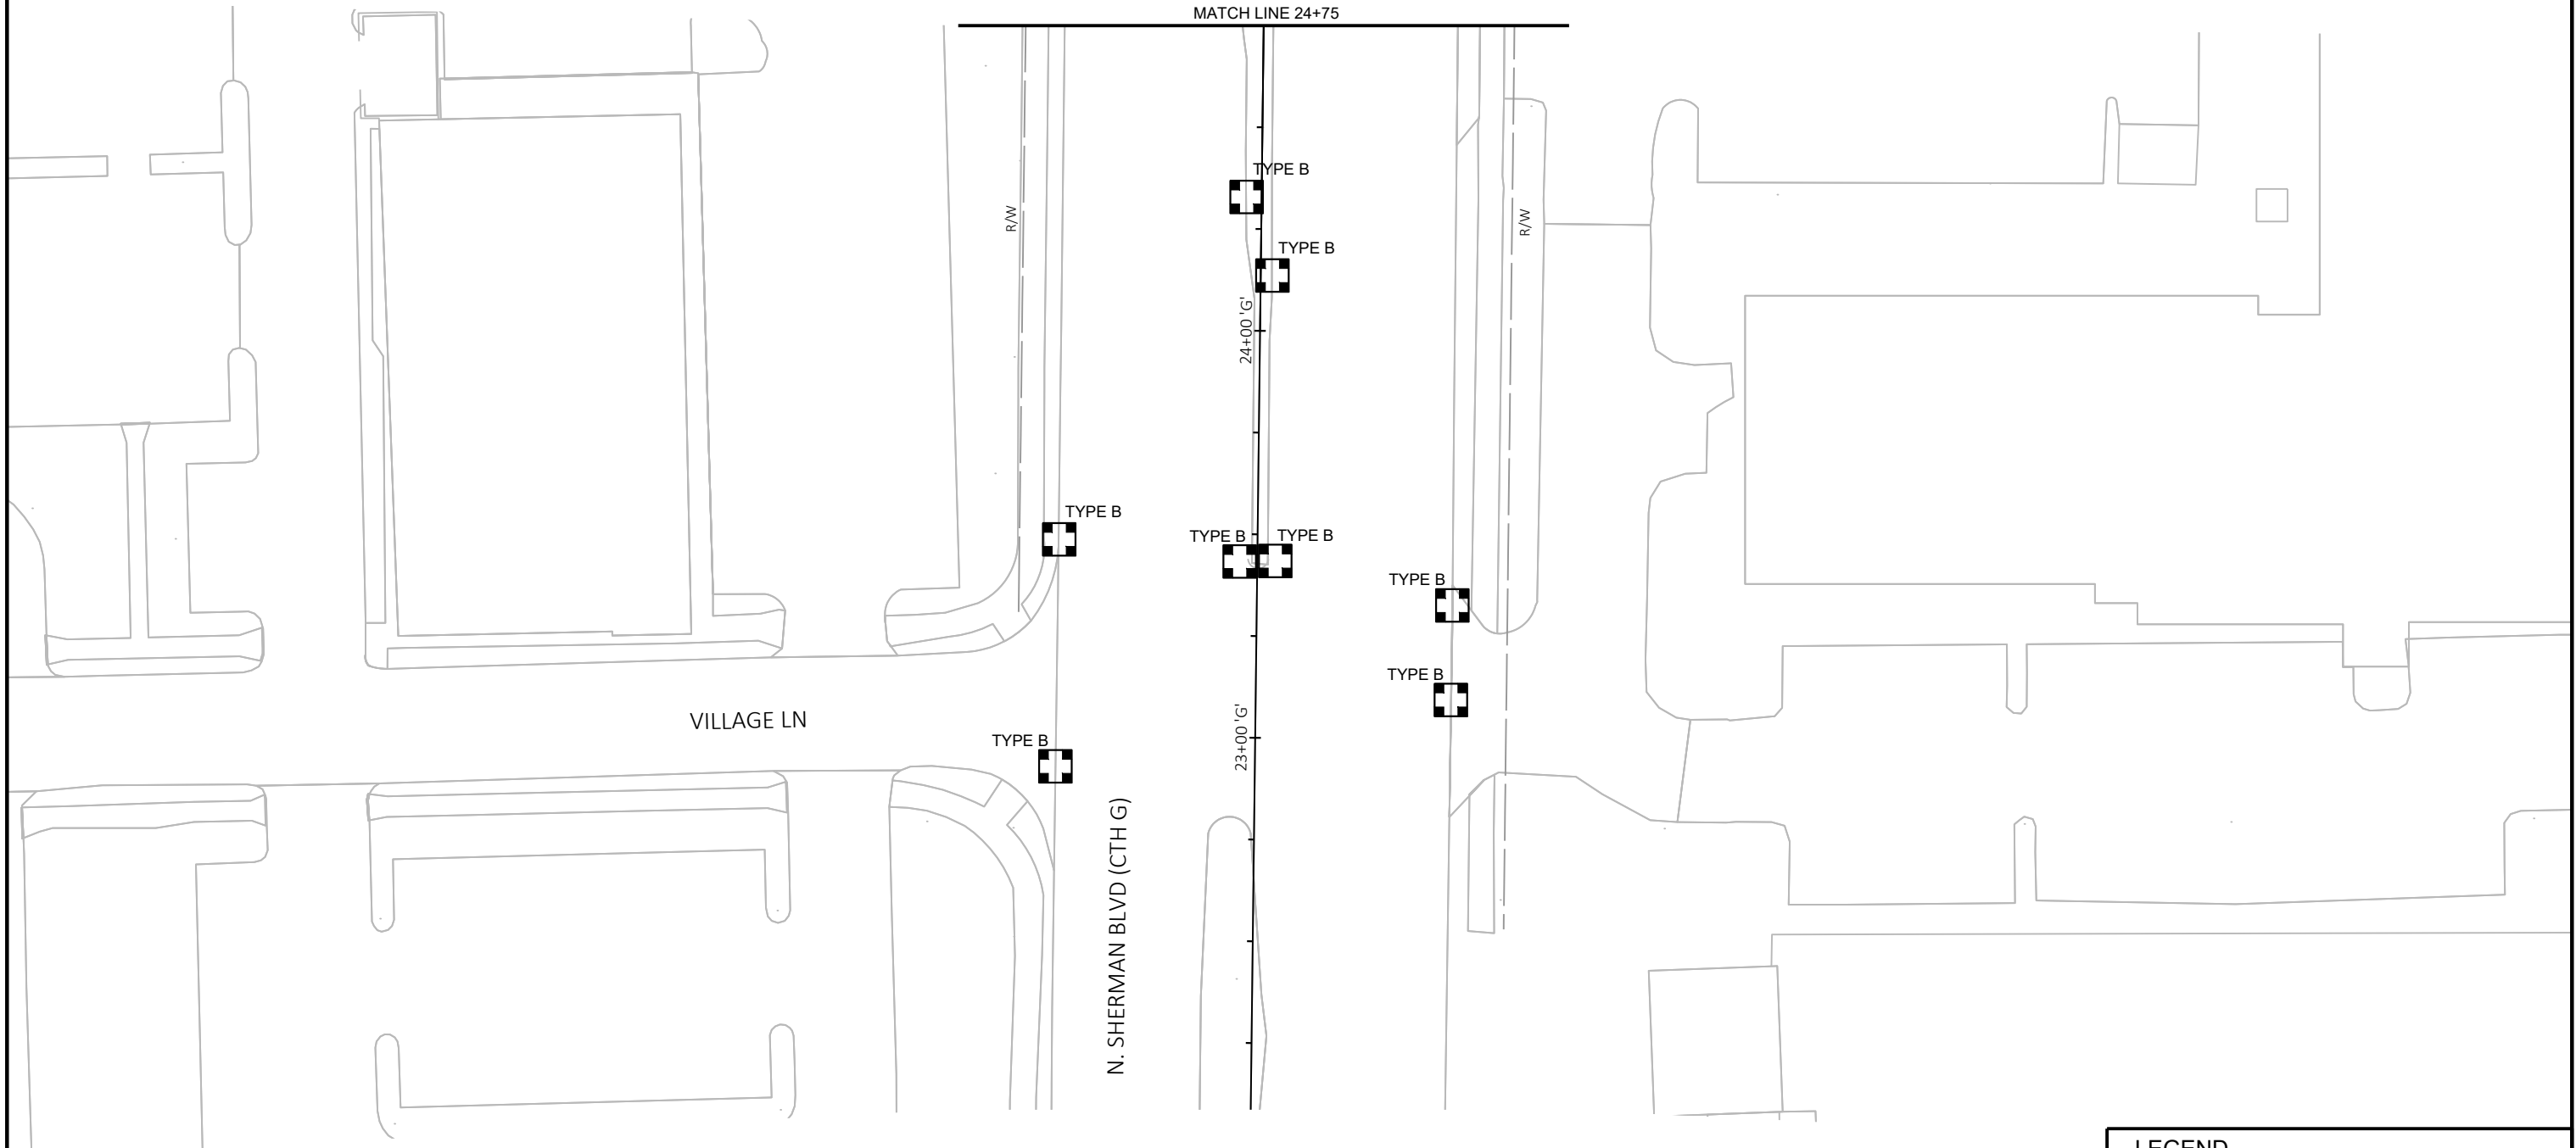 MATCH LINE 24+75
TYPE B
R/W
R/W
TYPE B
24+00 'G'
TYPE B
TYPE B
TYPE B
TYPE B
TYPE B
VILLAGE LN
23+00 'G'
TYPE B
N. SHERMAN BLVD (CTH G)
LEGEND